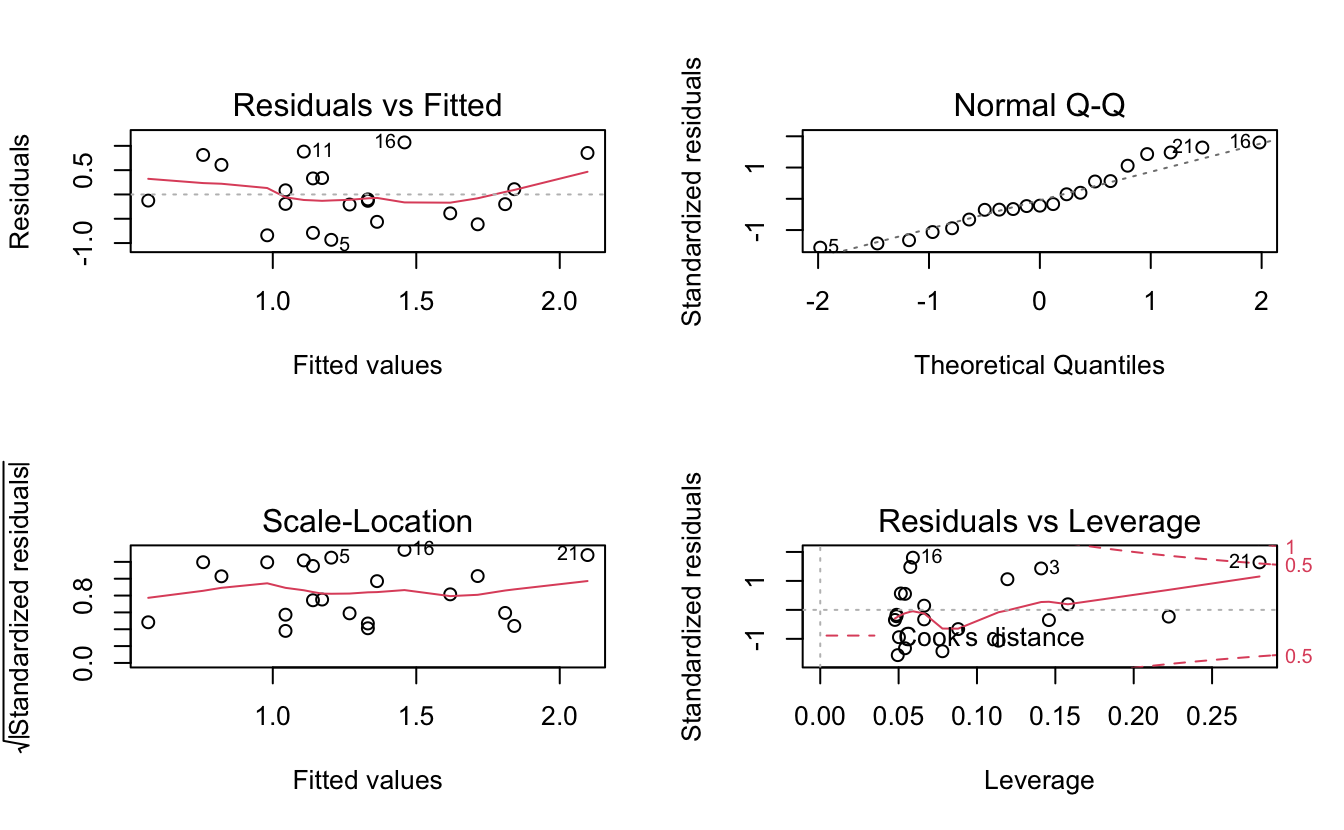 Residuals vs Fitted
Residuals
0.5
-1.0
16
11
5
1.0 1.5 2.0
Fitted values
Normal Q-Q
Standardized residuals
1
-1
21 16
5
-2 -1 0 1 2
Theoretical Quantiles
Scale-Location
√|Standardized residuals|
0.8
0.0
5 16 21
1.0 1.5 2.0
Fitted values
Residuals vs Leverage
Standardized residuals
1
-1
16 3 21
1
0.5
0.5
Cook's distance
0.00 0.05 0.10 0.15 0.20 0.25
Leverage